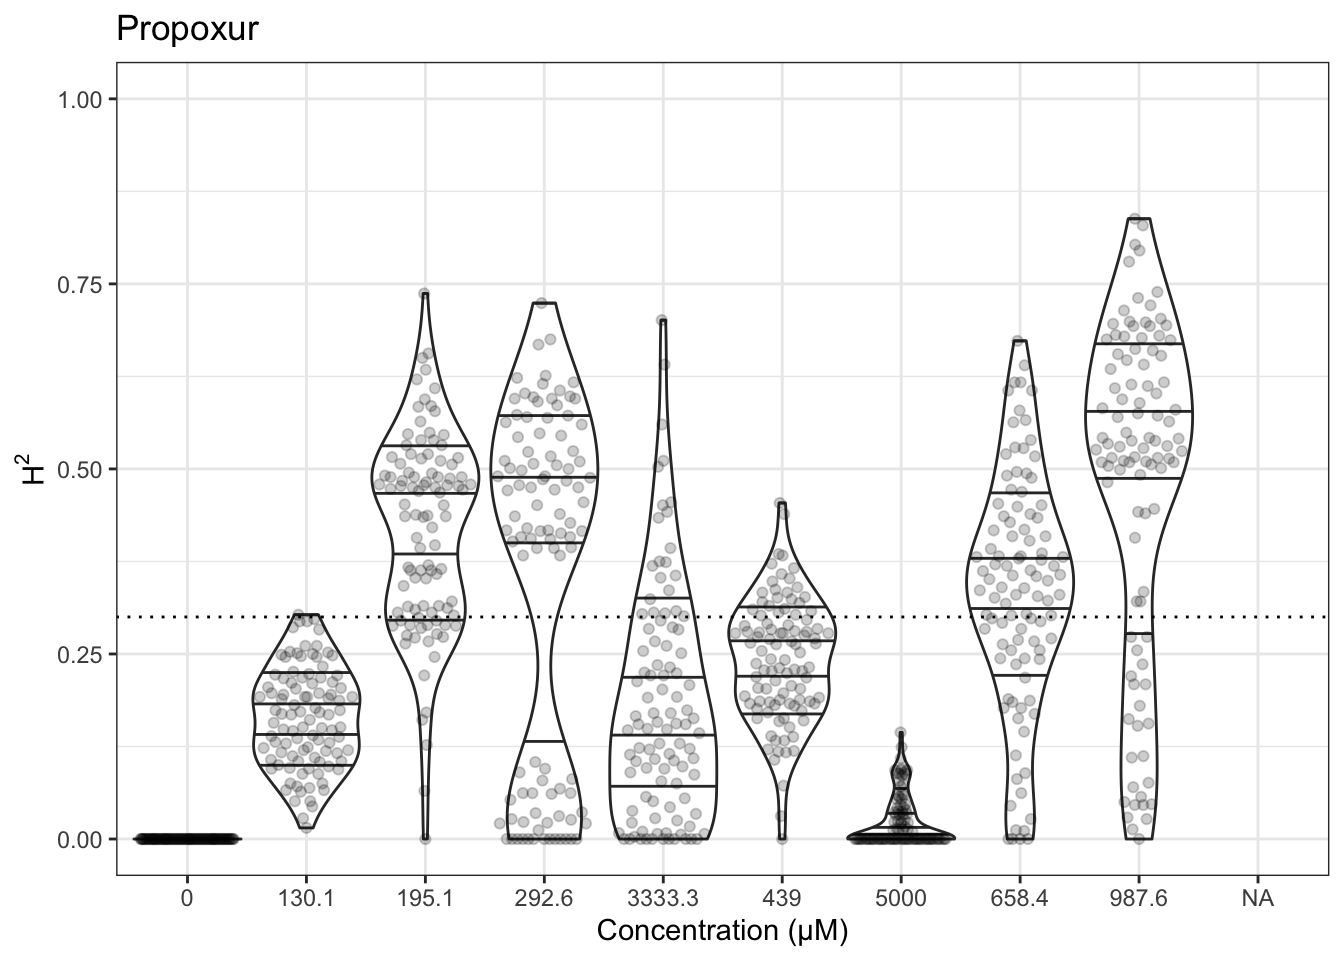 Propoxur
1.00
0.75
0.50
0.25
0.00
H²
0 130.1 195.1 292.6 3333.3 439 5000 658.4 987.6 NA
Concentration (µM)